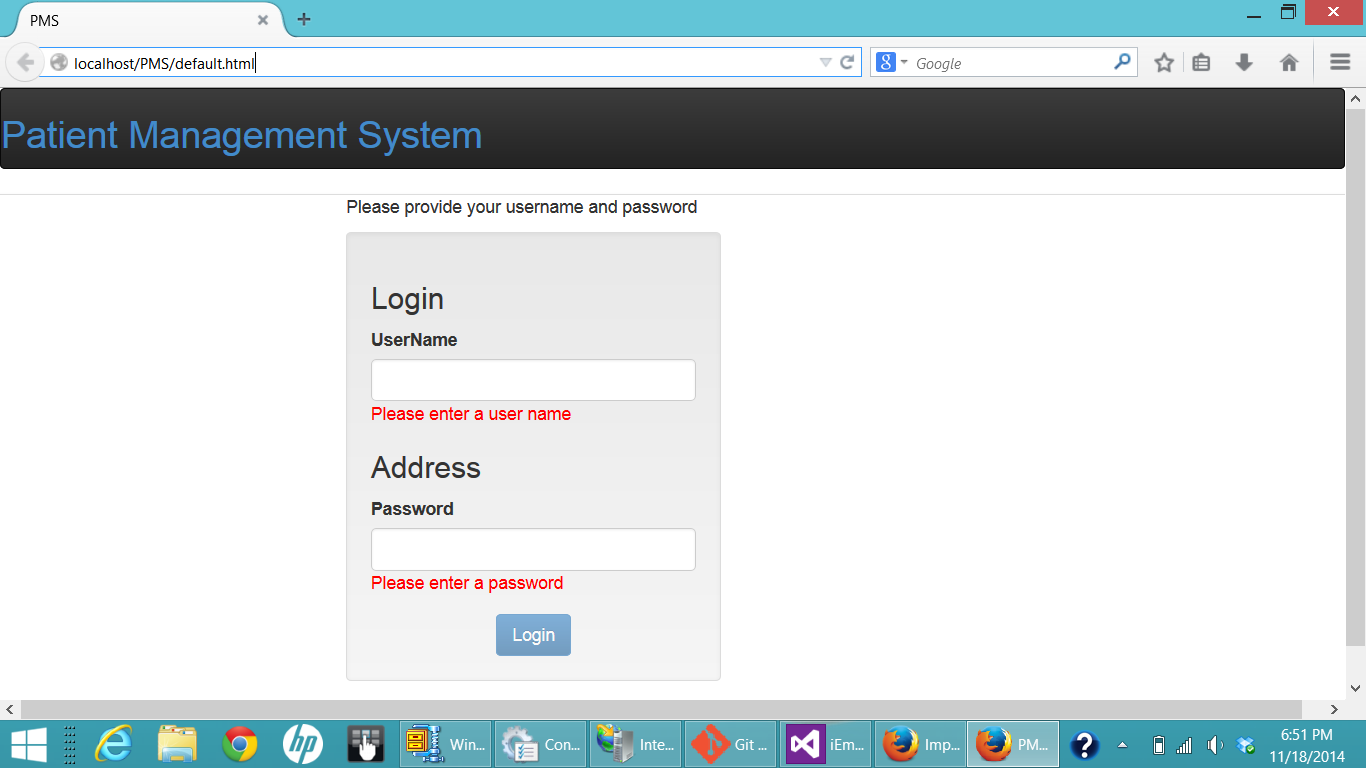 PMS
localhost/PMS/default.html
Google
Patient Management System
Please provide your username and password
Login
UserName
Please enter a user name
Address
Password
Please enter a password
Login
Win... Con... Inte... Git ... iEm... Imp... PM...
6:51 PM
11/18/2014